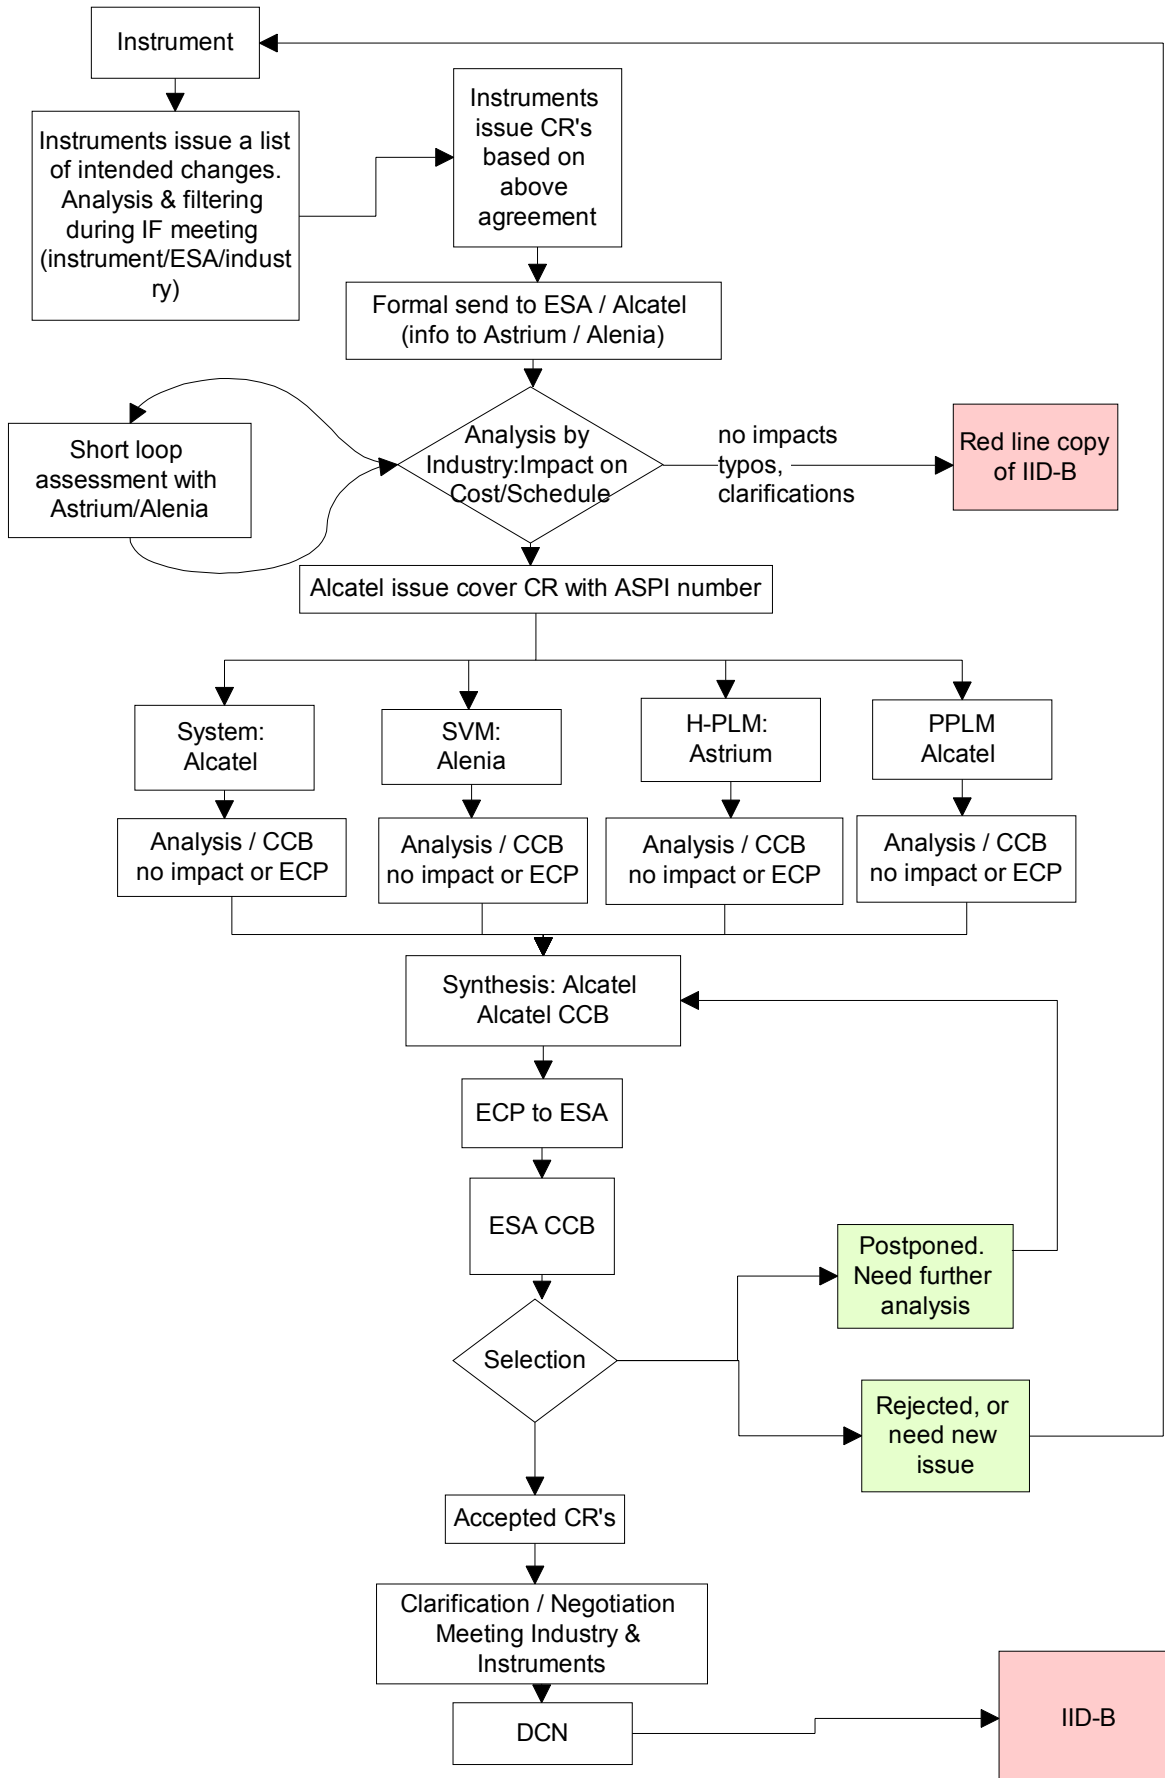 Instrument
Instruments issue a list
of intended changes.
Analysis & filtering
during IF meeting
(instrument/ESA/indust
ry)
Instruments
issue CR's
based on
above
agreement
Formal send to ESA / Alcatel
(info to Astrium / Alenia)
Short loop
assessment with
Astrium/Alenia
Analysis by
Industry:Impact on
Cost/Schedule
no impacts
typos,
clarifications
Red line copy
of IID-B
Alcatel issue cover CR with ASPI number
System:
Alcatel
SVM:
Alenia
H-PLM:
Astrium
PPLM
Alcatel
Analysis / CCB
no impact or ECP
Analysis / CCB
no impact or ECP
Analysis / CCB
no impact or ECP
Analysis / CCB
no impact or ECP
Synthesis: Alcatel
Alcatel CCB
ECP to ESA
ESA CCB
Postponed.
Need further
analysis
Selection
Rejected, or
need new
issue
Accepted CR's
Clarification / Negotiation
Meeting Industry &
Instruments
DCN
IID-B